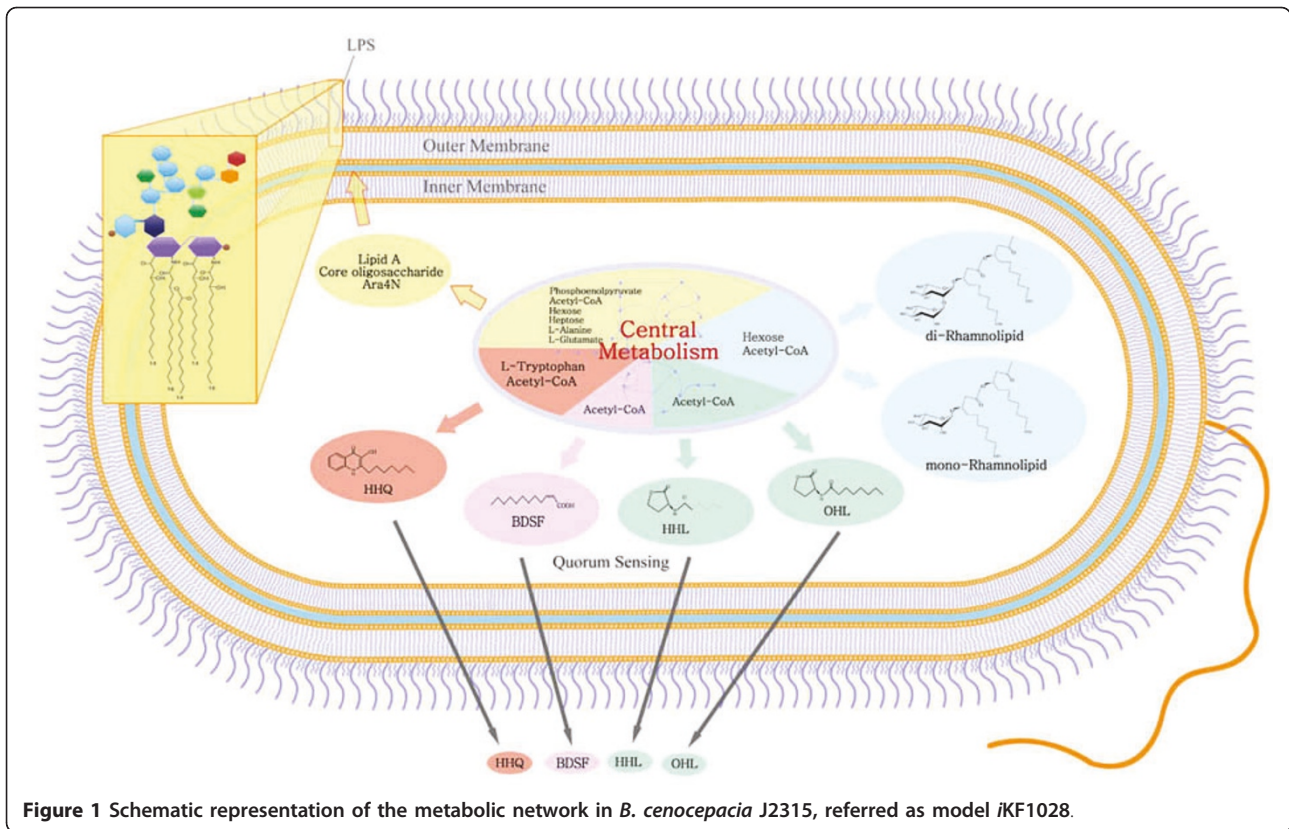 LPS
Outer Membrane
Inner Membrane
Lipid A
Core oligosaccharide
Ara4N
Phosphoenolpyruvate
Acetyl-CoA
Hexose
Heptose
L-Alanine
L-Glutamate
Central
Metabolism
Hexose
Acetyl-CoA
L-Tryptophan
Acetyl-CoA
Acetyl-CoA
Acetyl-CoA
di-Rhamnolipid
mono-Rhamnolipid
HHQ
COOH
BDSF
HHL
OHL
Quorum Sensing
HHQ
BDSF
HHL
OHL
Figure 1 Schematic representation of the metabolic network in B. cenocepacia J2315, referred as model iKF1028.